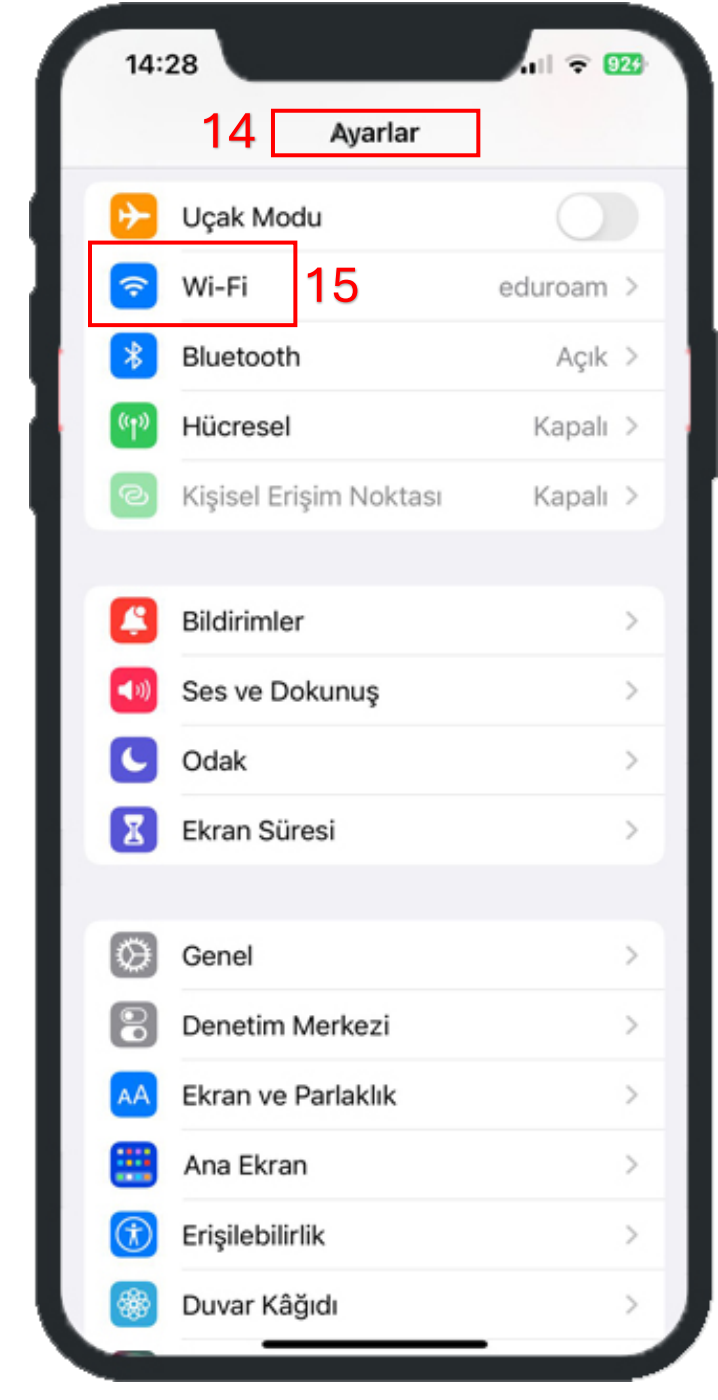 14:28
92
14 Ayarlar
Uçak Modu
Wi-Fi 15 eduroam
Bluetooth Açık
Hücresel Kapalı
Kişisel Erişim Noktası Kapalı
Bildirimler
Ses ve Dokunuş
Odak
Ekran Süresi
Genel
Denetim Merkezi
AA Ekran ve Parlaklık
Ana Ekran
Erişilebilirlik
Duvar Kâğıdı